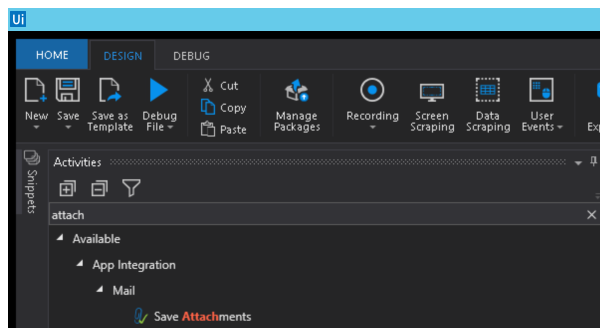 Ui
HOME DESIGN DEBUG
New Save Save as Template Debug File Cut Copy Paste Manage Packages Recording Screen Scraping Data Scraping User Events
Snippets
Activities
attach
Available
App Integration
Mail
Save Attachments